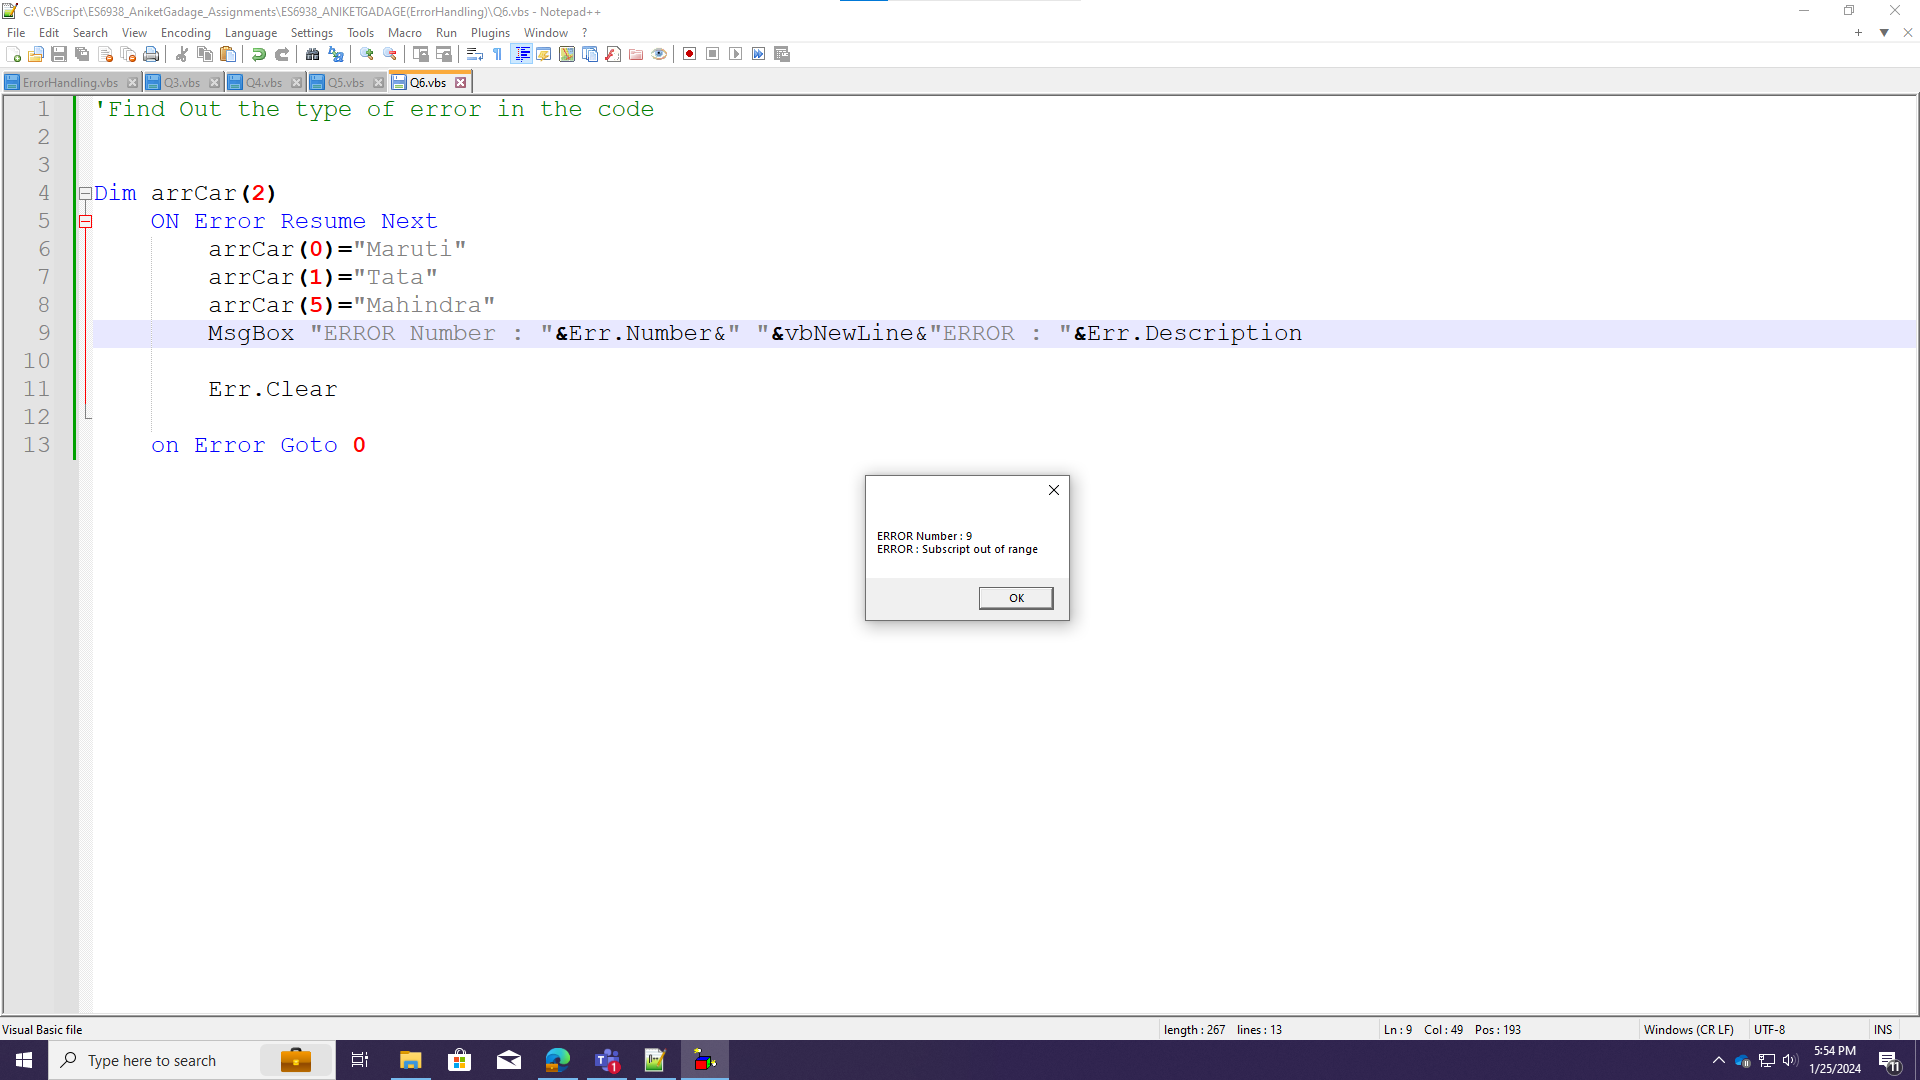 C:\VBScript\ES6938_AniketGadage_Assignments\ES6938_ANIKETGADAGE(ErrorHandling)\Q6.vbs - Notepad++
File Edit Search View Encoding Language Settings Tools Macro Run Plugins Window ?
ErrorHandling.vbs Q3.vbs Q4.vbs Q5.vbs Q6.vbs
1 'Find Out the type of error in the code
2
3
4 Dim arrCar(2)
5 ON Error Resume Next
6 arrCar(0)="Maruti"
7 arrCar(1)="Tata"
8 arrCar(5)="Mahindra"
9 MsgBox "ERROR Number : "&Err.Number&" "&vbNewLine&"ERROR : "&Err.Description
10
11 Err.Clear
12
13 on Error Goto 0
ERROR Number : 9
ERROR : Subscript out of range
OK
Visual Basic file length : 267 lines : 13 Ln : 9 Col : 49 Pos : 193 Windows (CR LF) UTF-8 INS
Type here to search
1
5:54 PM
1/25/2024
11